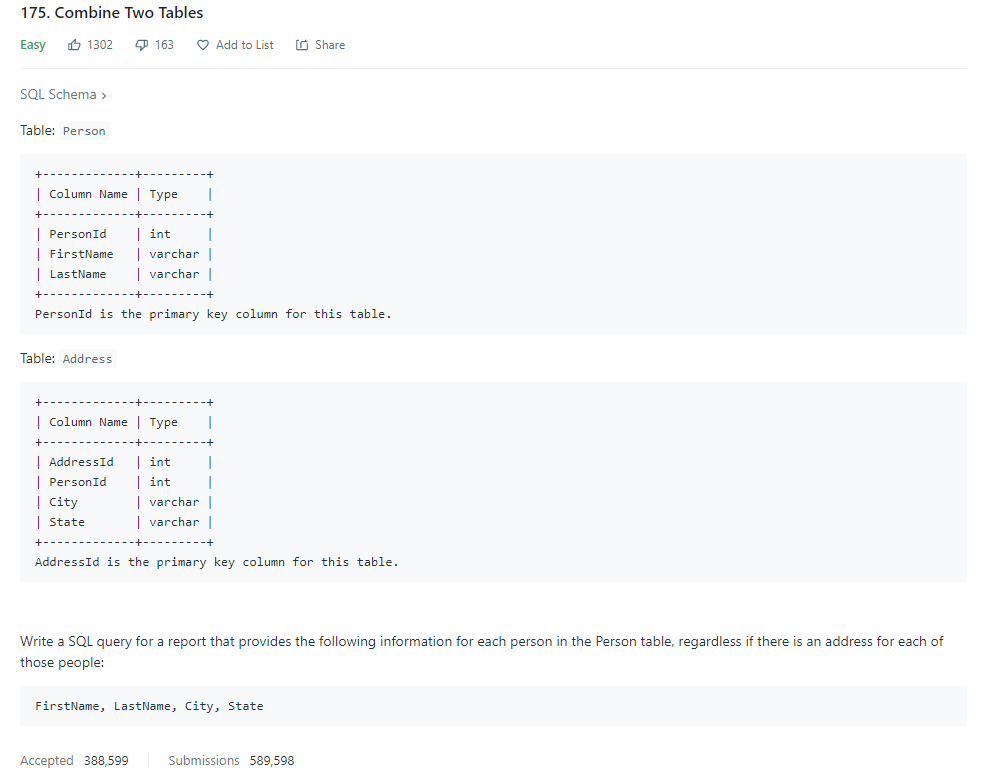 175. Combine Two Tables
Easy 1302 163 Add to List Share
SQL Schema >
Table: Person
+-------------+---------+
| Column Name | Type    |
+-------------+---------+
| PersonId    | int     |
| FirstName   | varchar |
| LastName    | varchar |
+-------------+---------+
PersonId is the primary key column for this table.
Table: Address
+-------------+---------+
| Column Name | Type    |
+-------------+---------+
| AddressId   | int     |
| PersonId    | int     |
| City        | varchar |
| State       | varchar |
+-------------+---------+
AddressId is the primary key column for this table.
Write a SQL query for a report that provides the following information for each person in the Person table, regardless if there is an address for each of
those people:
FirstName, LastName, City, State
Accepted 388,599 Submissions 589,598